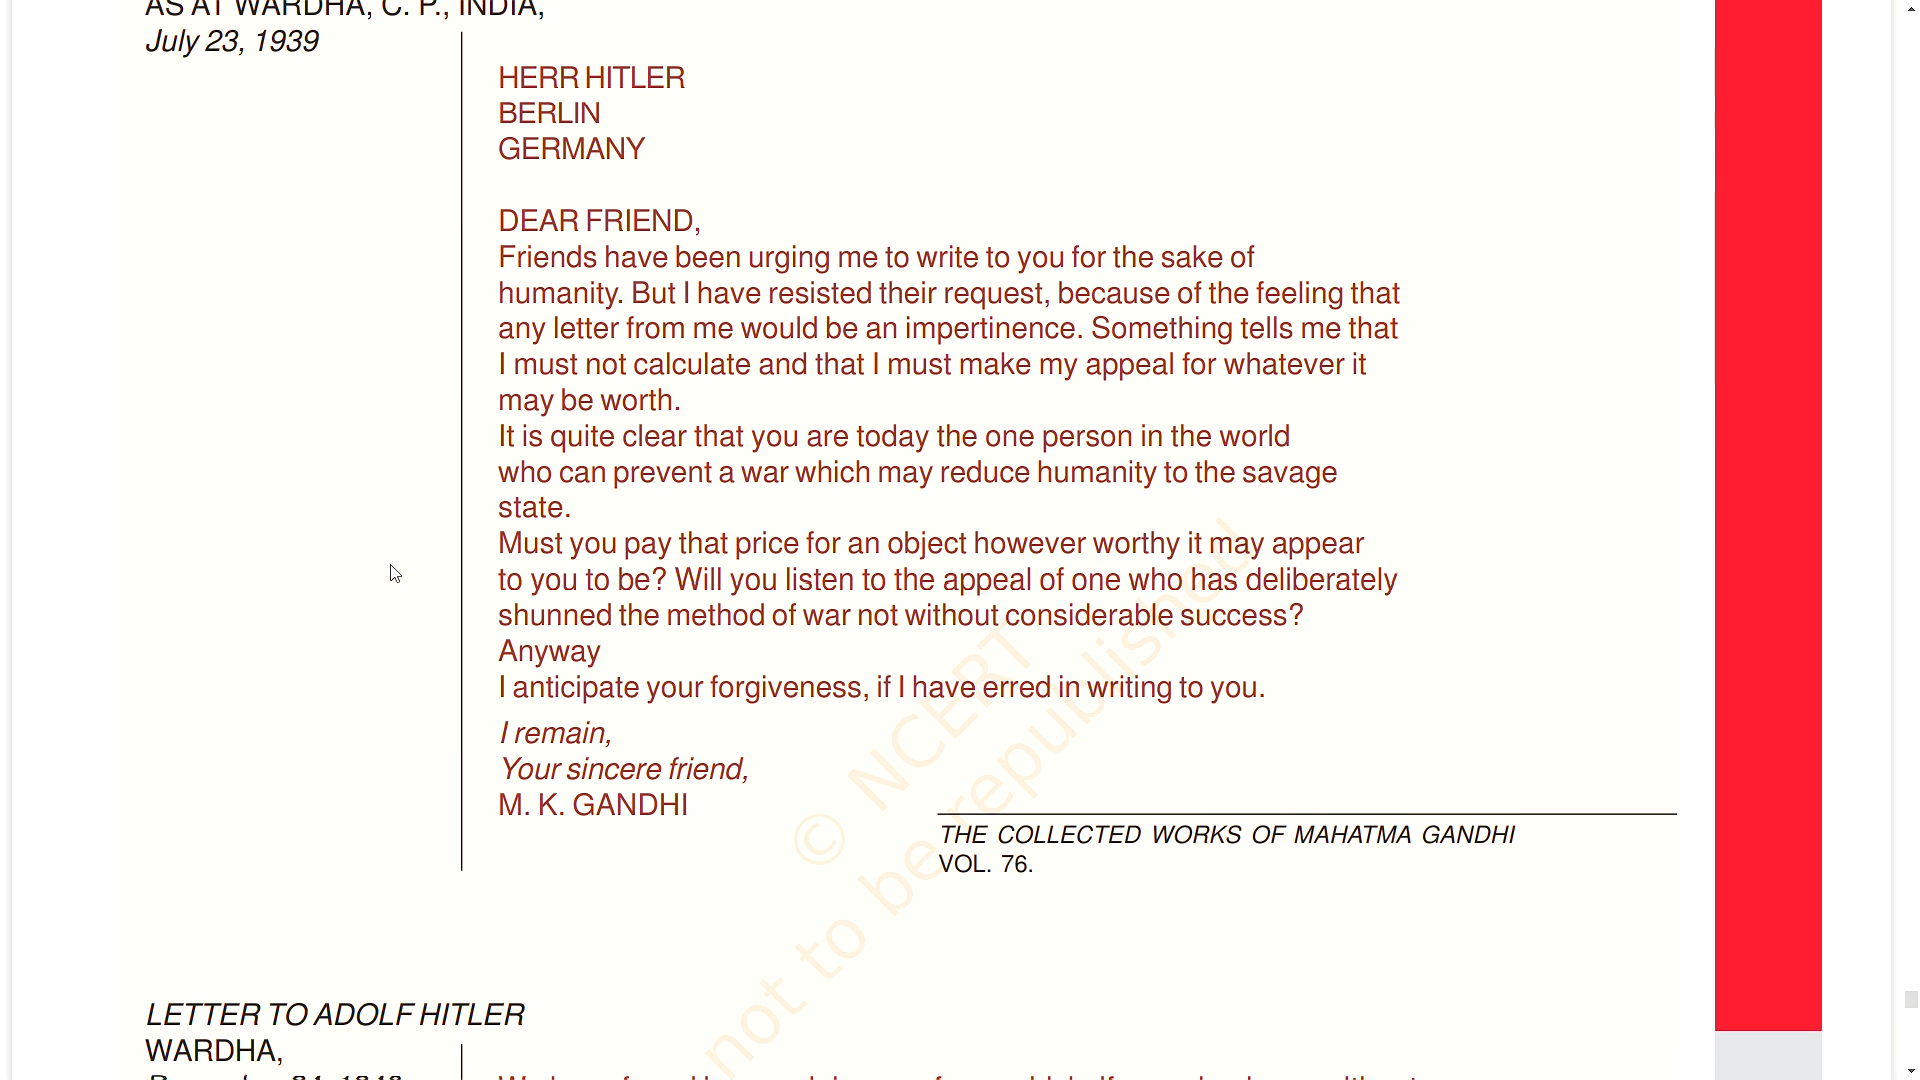 AS AT WARDHA, C. P., INDIA,
July 23, 1939
HERR HITLER
BERLIN
GERMANY
DEAR FRIEND,
Friends have been urging me to write to you for the sake of
humanity. But I have resisted their request, because of the feeling that
any letter from me would be an impertinence. Something tells me that
I must not calculate and that I must make my appeal for whatever it
may be worth.
It is quite clear that you are today the one person in the world
who can prevent a war which may reduce humanity to the savage
state.
Must you pay that price for an object however worthy it may appear
to you to be? Will you listen to the appeal of one who has deliberately
shunned the method of war not without considerable success?
Anyway
I anticipate your forgiveness, if I have erred in writing to you.
I remain,
Your sincere friend,
M. K. GANDHI
THE COLLECTED WORKS OF MAHATMA GANDHI
VOL. 76.
© NCERT
not to be republished
LETTER TO ADOLF HITLER
WARDHA,